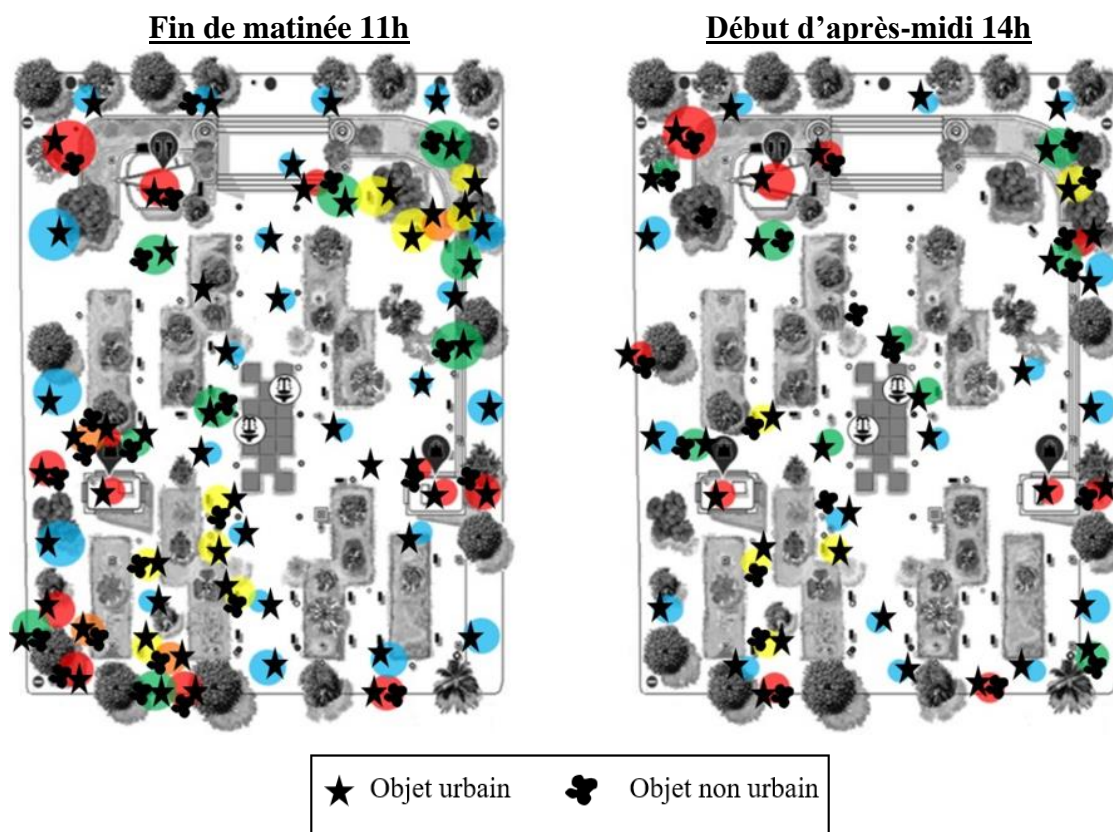 Fin de matinée 11h
Début d’après-midi 14h
Objet urbain
Objet non urbain